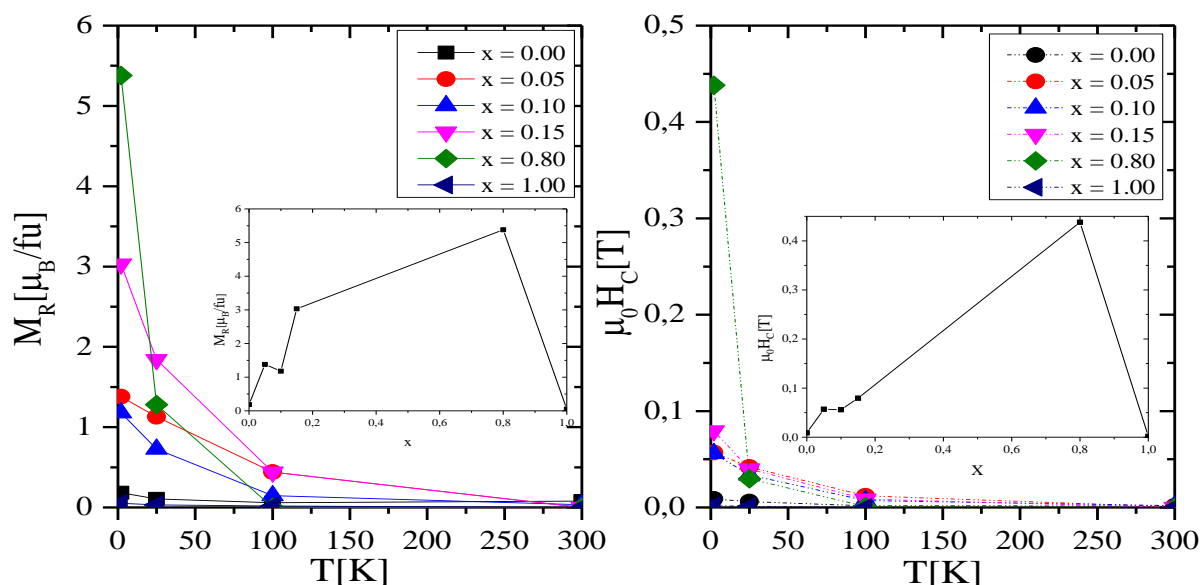 M_R[μ_B/fu]
6
5
4
3
2
1
0
x = 0.00
x = 0.05
x = 0.10
x = 0.15
x = 0.80
x = 1.00
M_R[μ_B/fu]
6
5
4
3
2
1
0
0,0 0,2 0,4 0,6 0,8 1,0
x
0 50 100 150 200 250 300
T[K]
μ₀H_C[T]
0,5
0,4
0,3
0,2
0,1
0,0
x = 0.00
x = 0.05
x = 0.10
x = 0.15
x = 0.80
x = 1.00
μ₀H_C[T]
0,4
0,3
0,2
0,1
0,0
0,0 0,2 0,4 0,6 0,8 1,0
x
0 50 100 150 200 250 300
T[K]